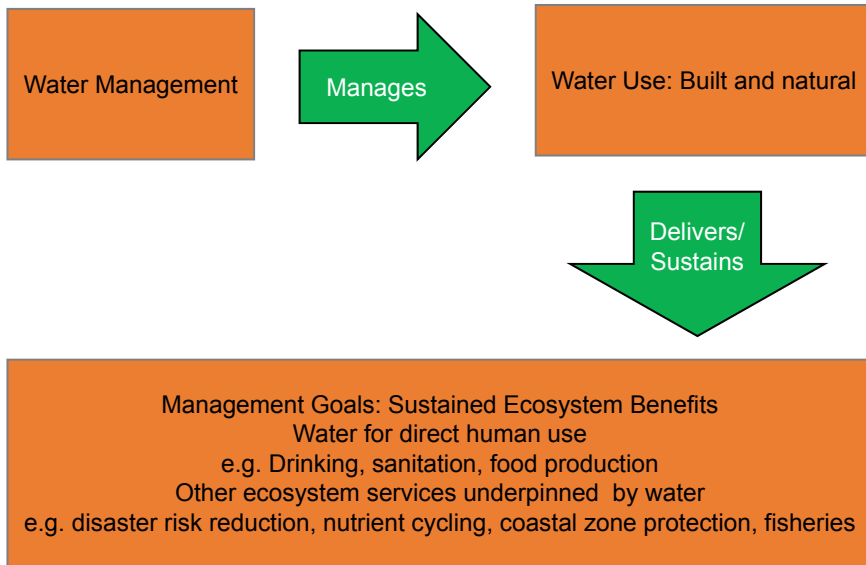 Water Management
Manages
Water Use: Built and natural
Delivers/
Sustains
Management Goals: Sustained Ecosystem Benefits
Water for direct human use
e.g. Drinking, sanitation, food production
Other ecosystem services underpinned  by water
e.g. disaster risk reduction, nutrient cycling, coastal zone protection, fisheries